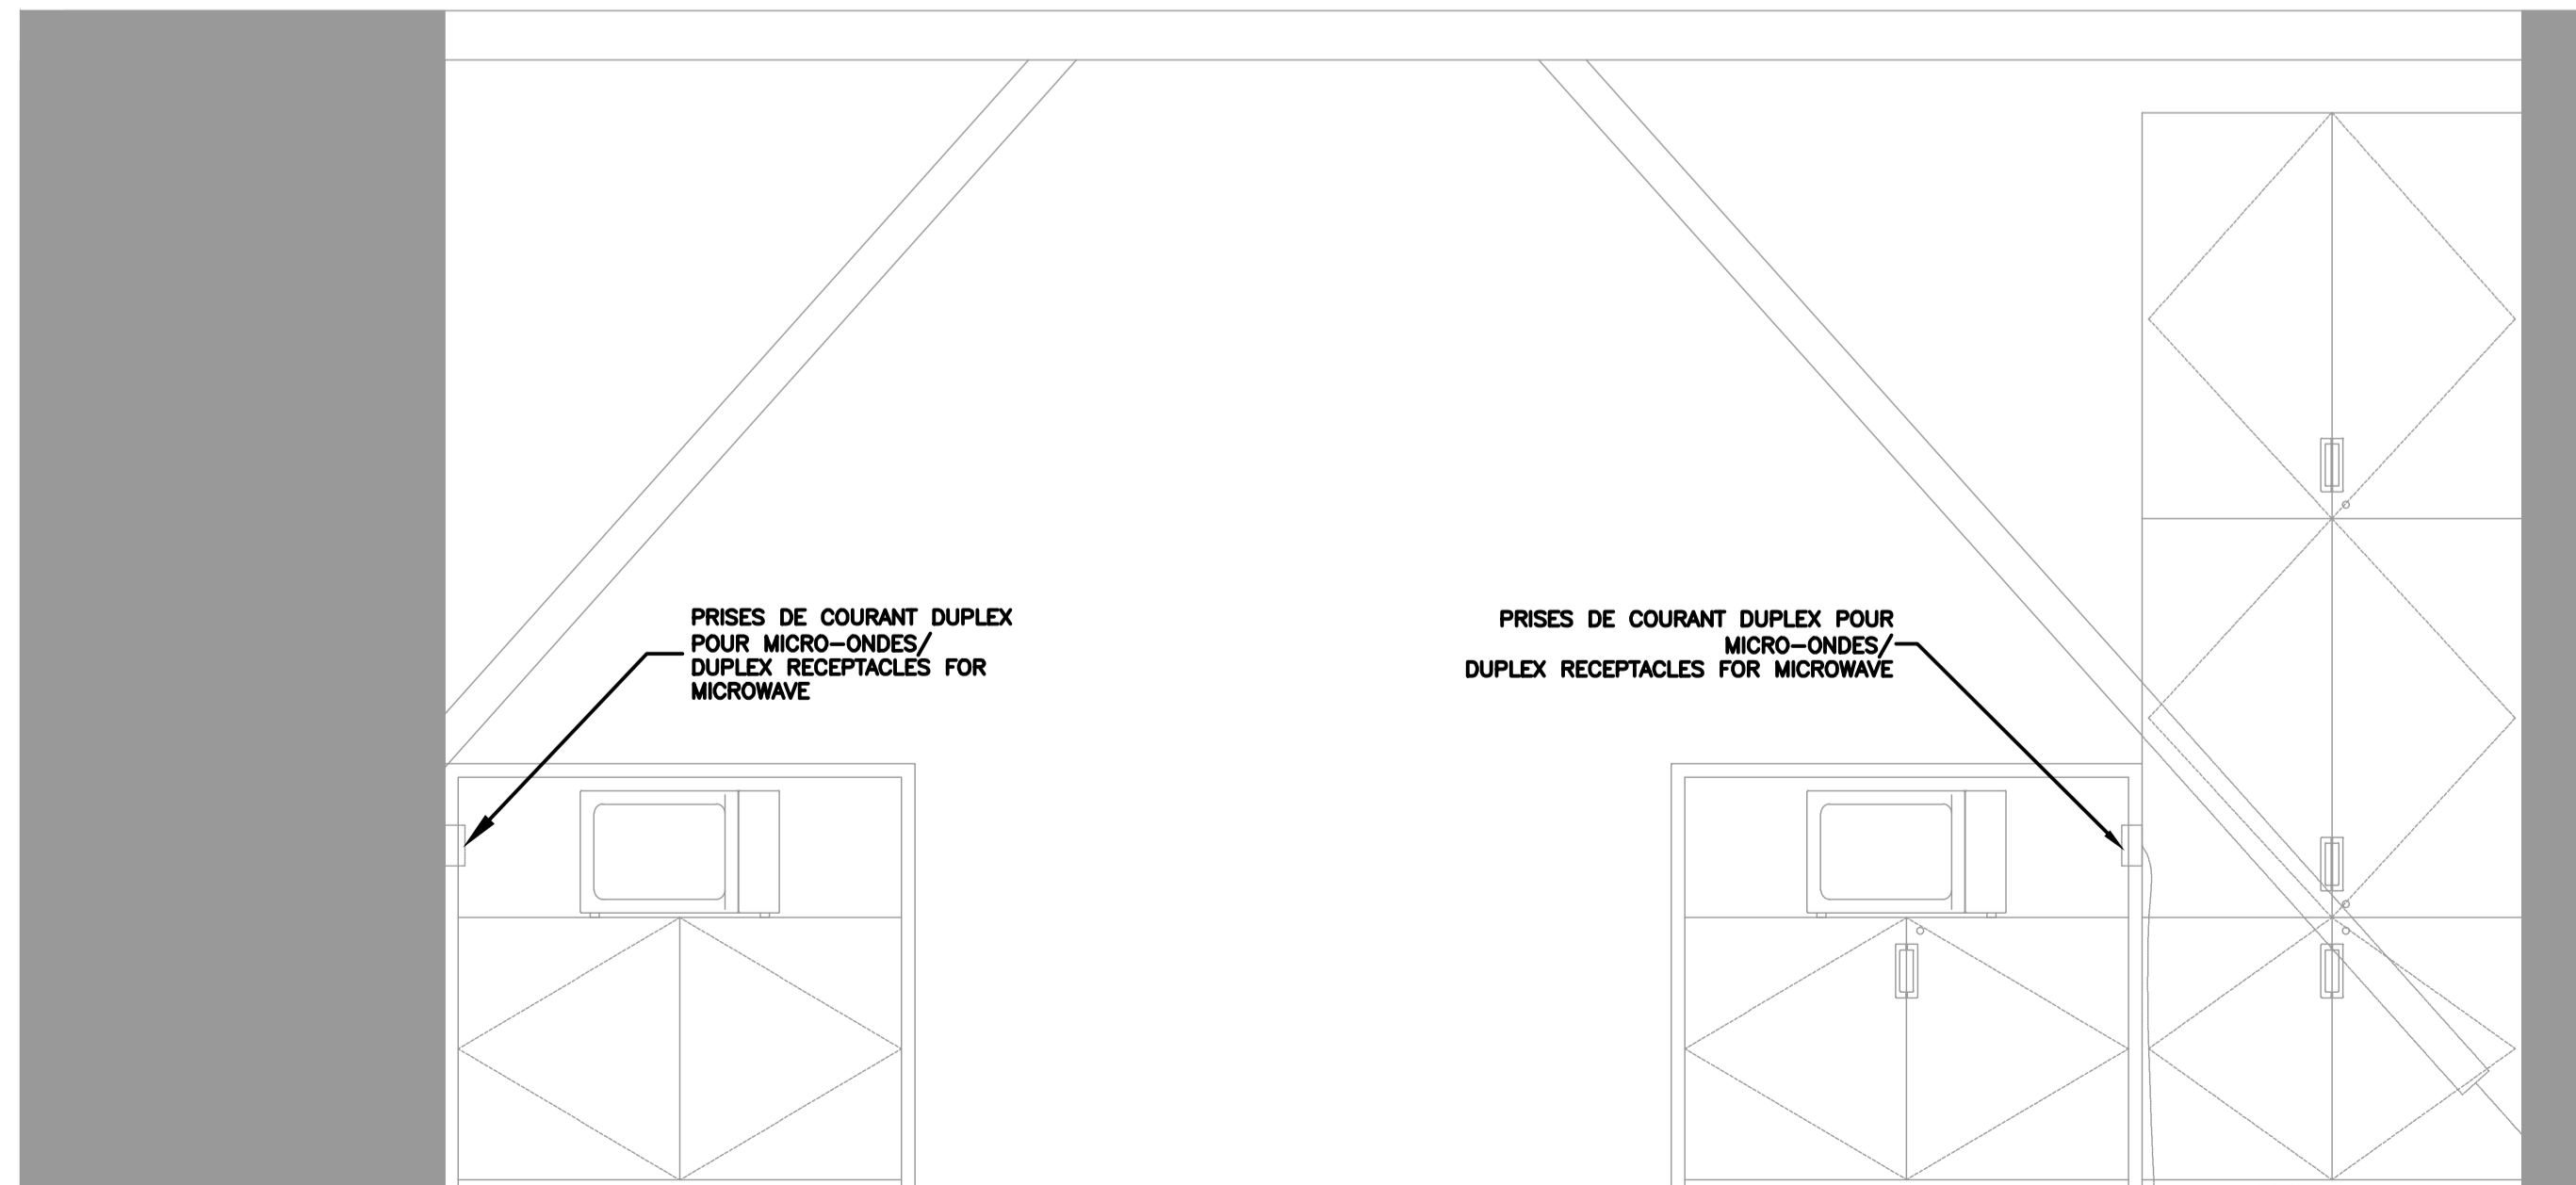 PRISES DE COURANT DUPLEX
POUR MICRO-ONDES/
DUPLEX RECEPTACLES FOR
MICROWAVE
PRISES DE COURANT DUPLEX POUR
MICRO-ONDES/
DUPLEX RECEPTACLES FOR MICROWAVE